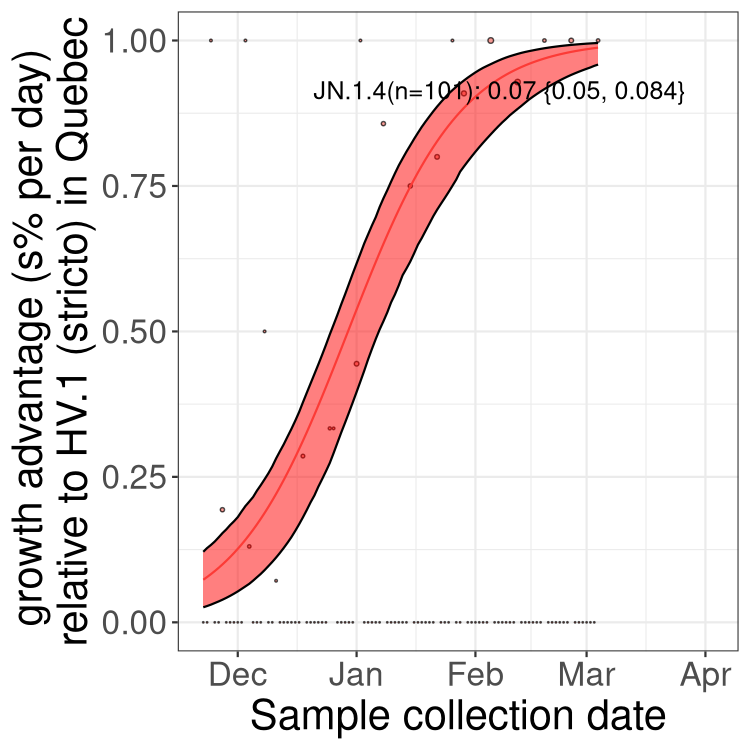 growth advantage (s% per day)
relative to HV.1 (stricto) in Quebec
1.00
0.75
0.50
0.25
0.00
JN.1.4(n=101): 0.07 {0.05, 0.084}
Dec Jan Feb Mar Apr
Sample collection date